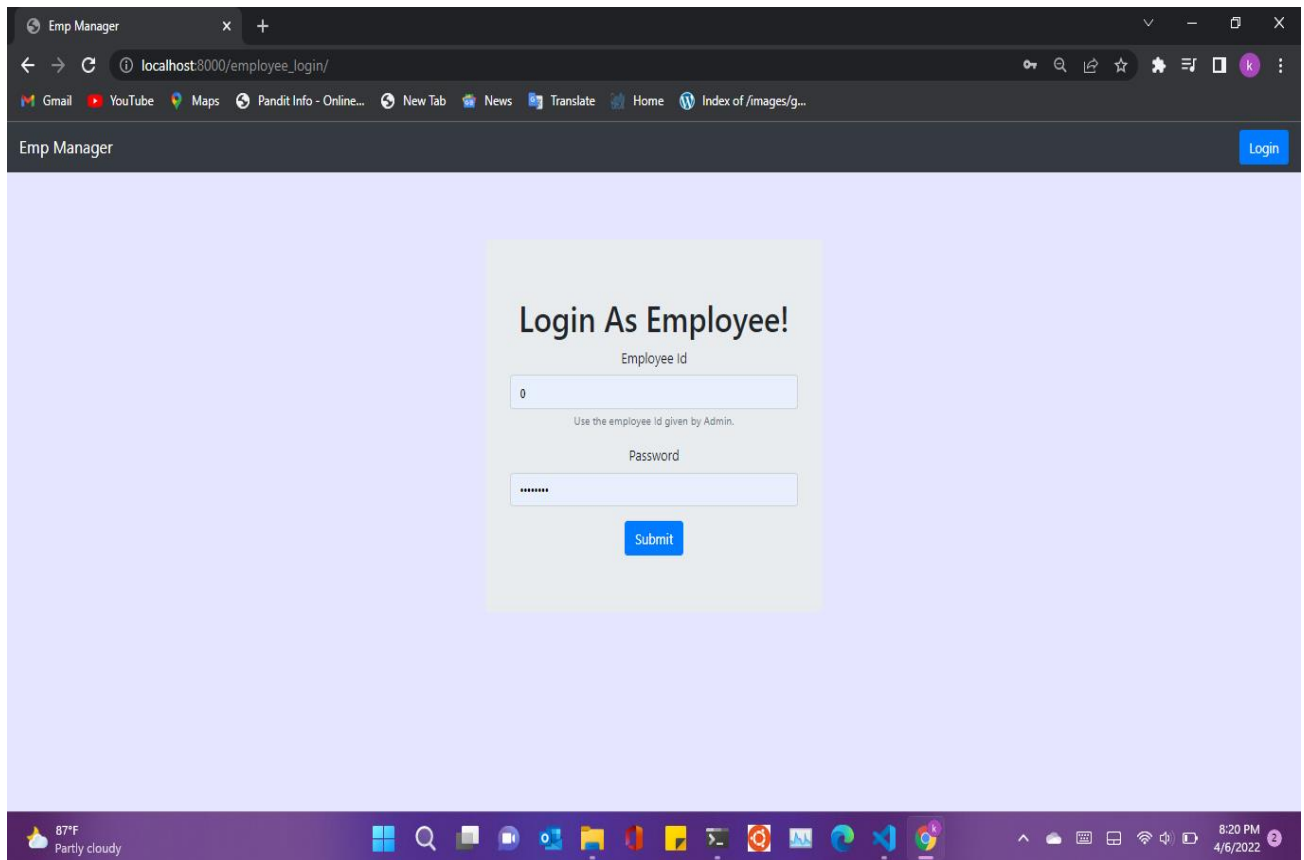 Emp Manager
localhost:8000/employee_login/
k
Gmail YouTube Maps Pandit Info - Online... New Tab News Translate Home Index of /images/g...
Emp Manager Login
Login As Employee!
Employee Id
0
Use the employee id given by Admin.
Password
••••••••
Submit
87°F
Partly cloudy
8:20 PM
4/6/2022
2